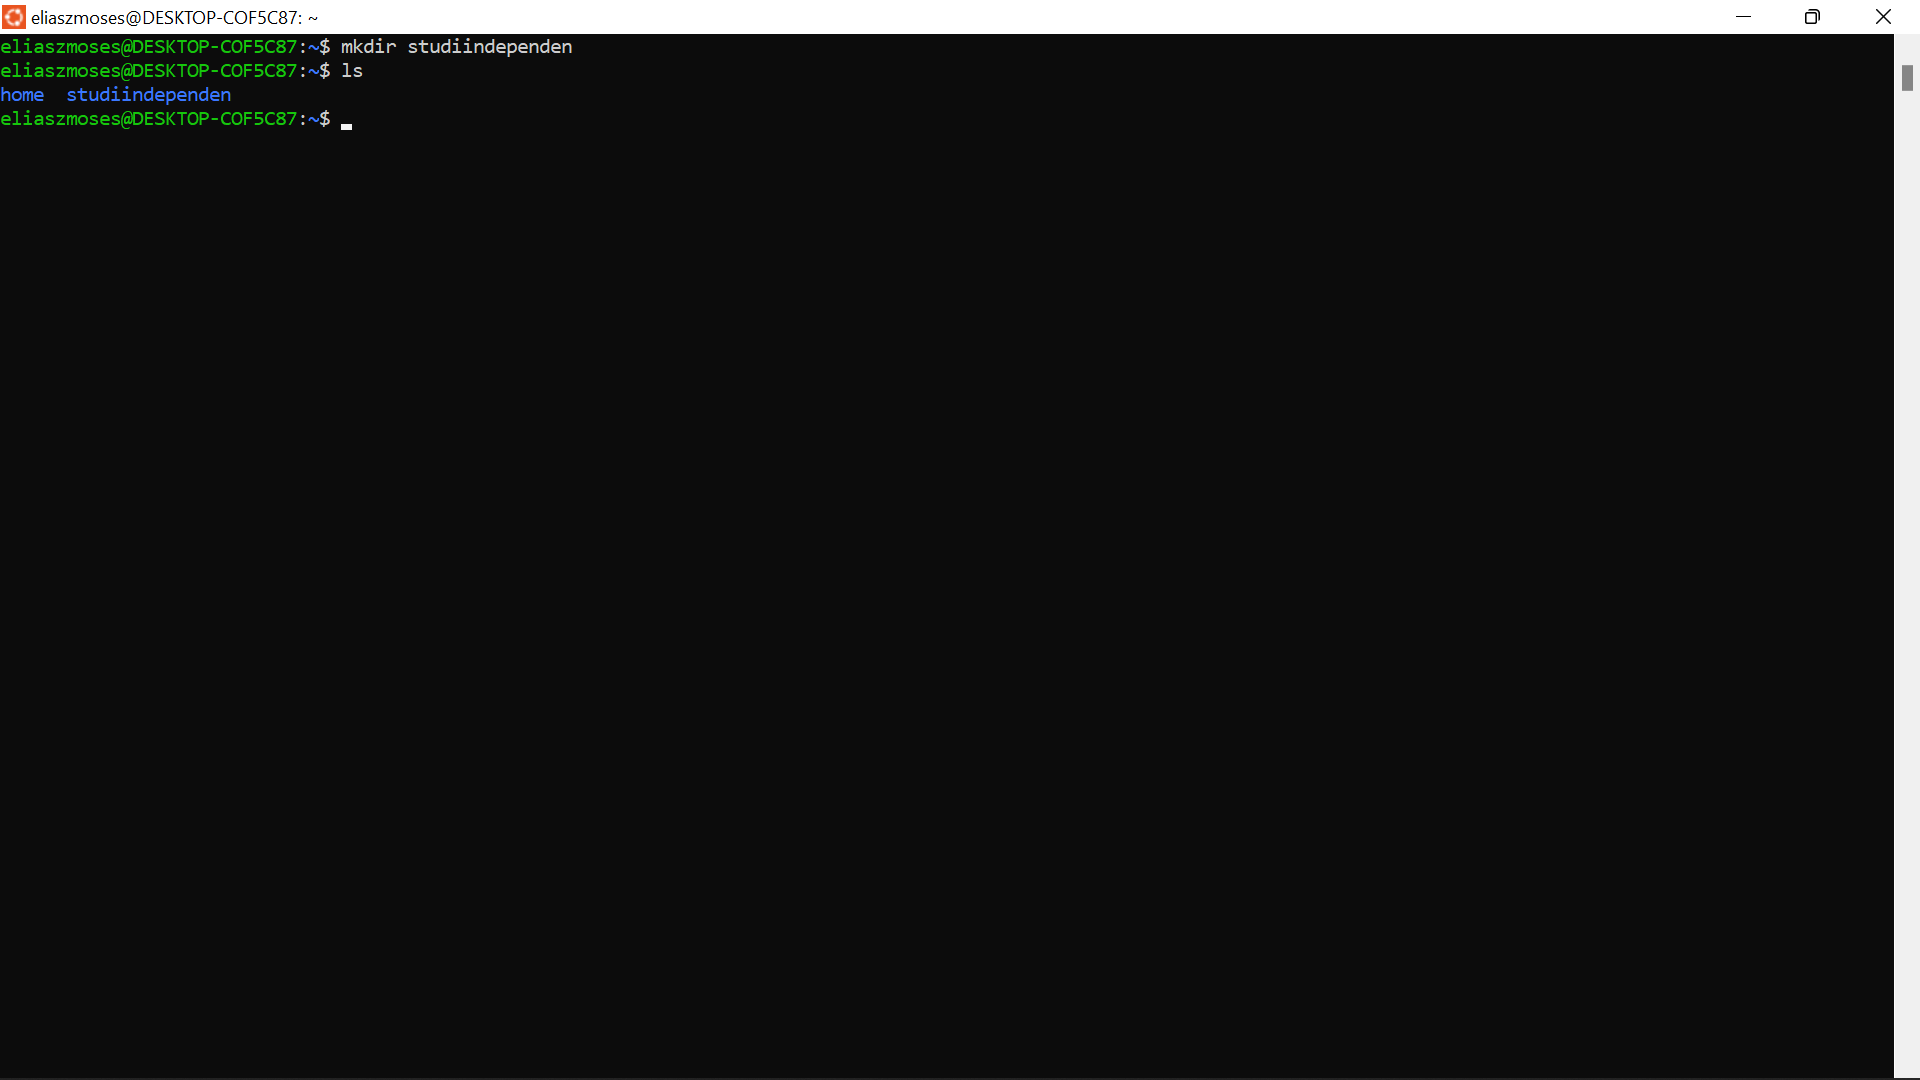 eliaszmoses@DESKTOP-COF5C87: ~
eliaszmoses@DESKTOP-COF5C87:~$ mkdir studiindependen
eliaszmoses@DESKTOP-COF5C87:~$ ls
home  studiindependen
eliaszmoses@DESKTOP-COF5C87:~$